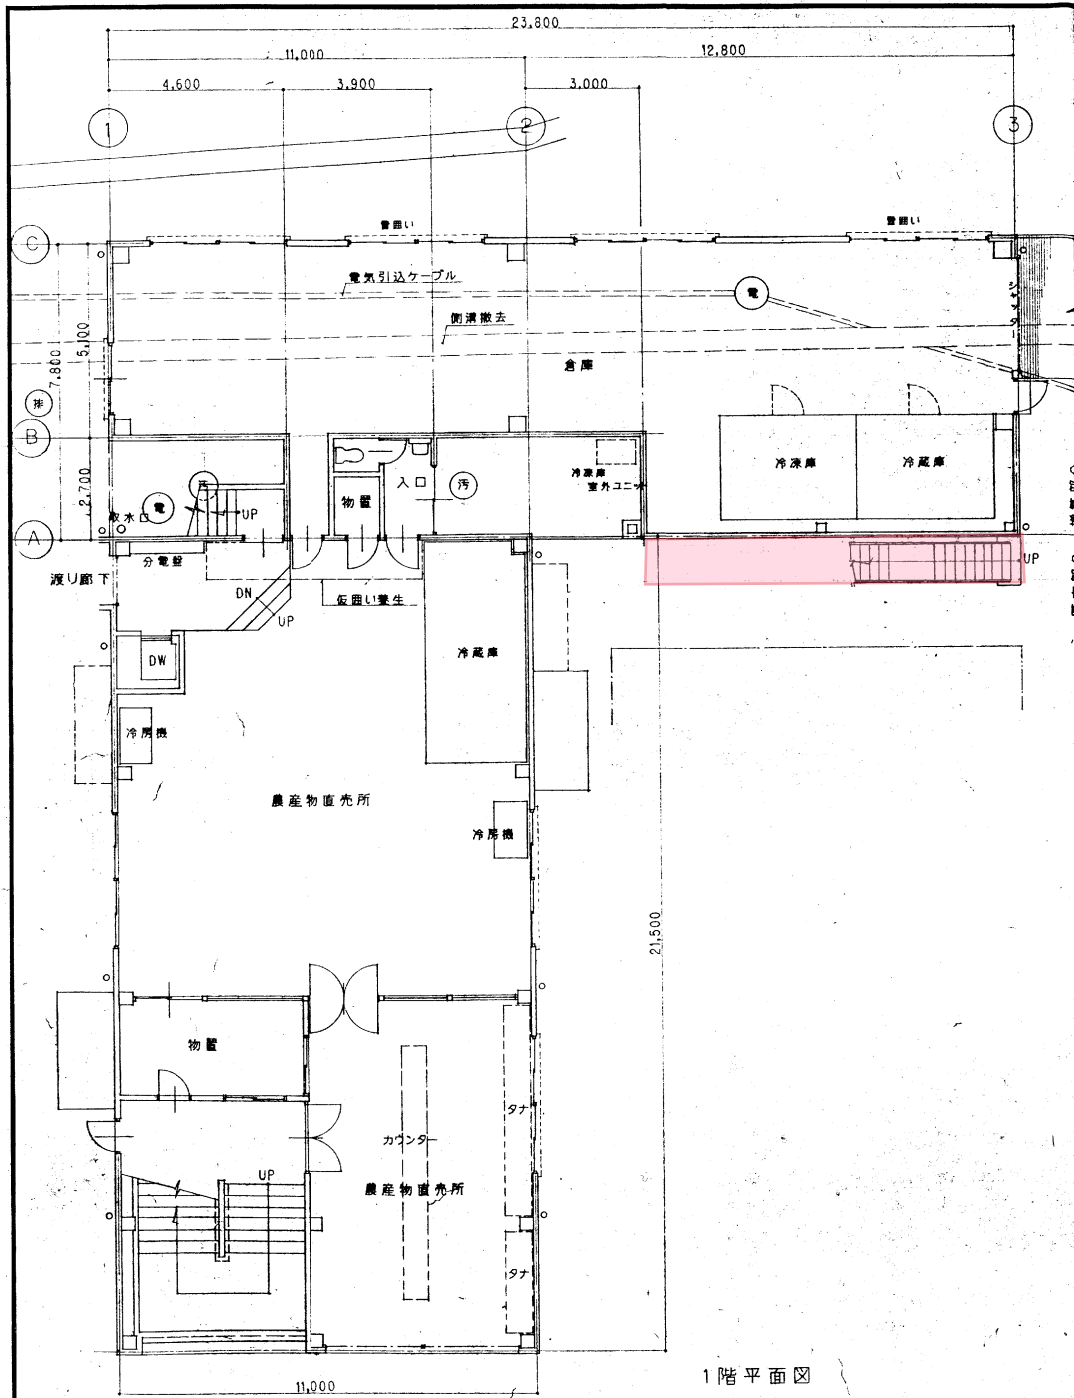 23,800
11,000
12,800
4,600
3,900
3,000
1
2
3
雪囲い
雪囲い
C
電気引込ケーブル
電
シャッター
側溝撤去
5,100
7,800
倉庫
排
B
冷凍庫
冷蔵庫
入口
汚
冷凍庫
室外ユニット
物置
2,700
汚
電
取水口
UP
A
分電盤
渡り廊下
DN
UP
仮囲い養生
UP
冷蔵庫
DW
冷房機
農産物直売所
冷房機
21,500
物置
タナ
カウンター
UP
農産物直売所
タナ
11,000
1階平面図